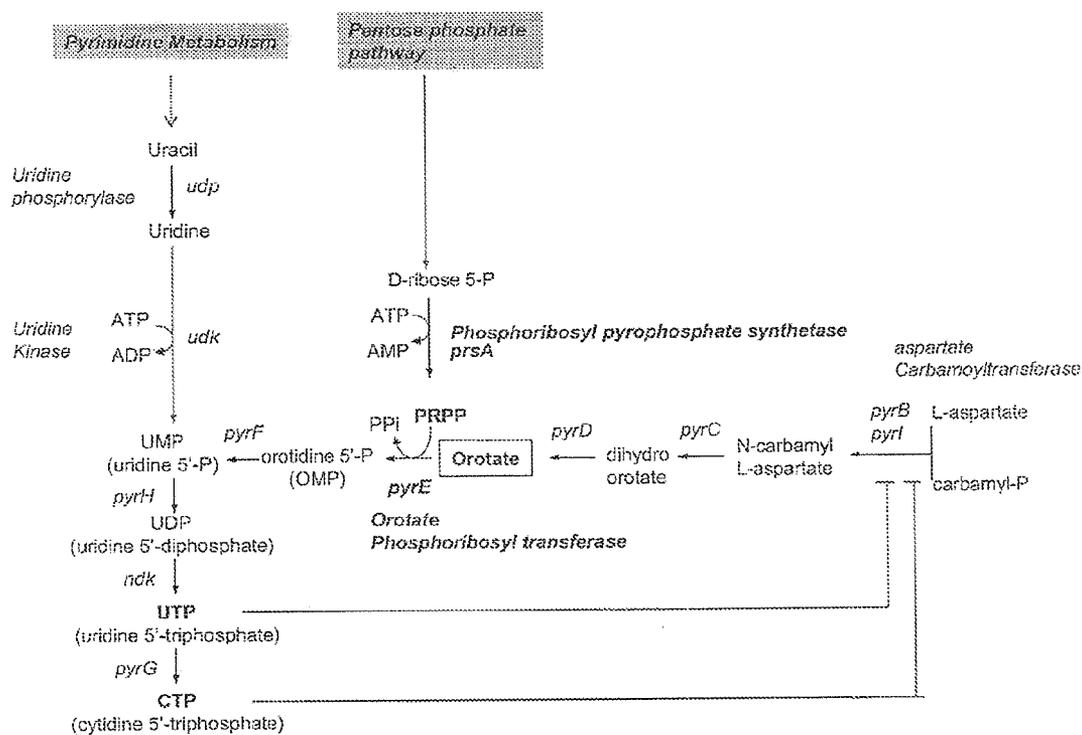 Pyrimidine Metabolism
Pentose phosphate
pathway
Uracil
Uridine
phosphorylase
udp
Uridine
D-ribose 5-P
ATP
ADP
Uridine
Kinase
udk
ATP
AMP
Phosphoribosyl pyrophosphate synthetase
prsA
aspartate
Carbamoyltransferase
PPi
PRPP
pyrB
pyrI
L-aspartate
UMP
(uridine 5'-P)
pyrF
orotidine 5'-P
(OMP)
pyrE
Orotate
pyrD
dihydro
orotate
pyrC
N-carbamyl
L-aspartate
carbamyl-P
pyrH
Orotate
Phosphoribosyl transferase
UDP
(uridine 5'-diphosphate)
ndk
UTP
(uridine 5'-triphosphate)
pyrG
CTP
(cytidine 5'-triphosphate)